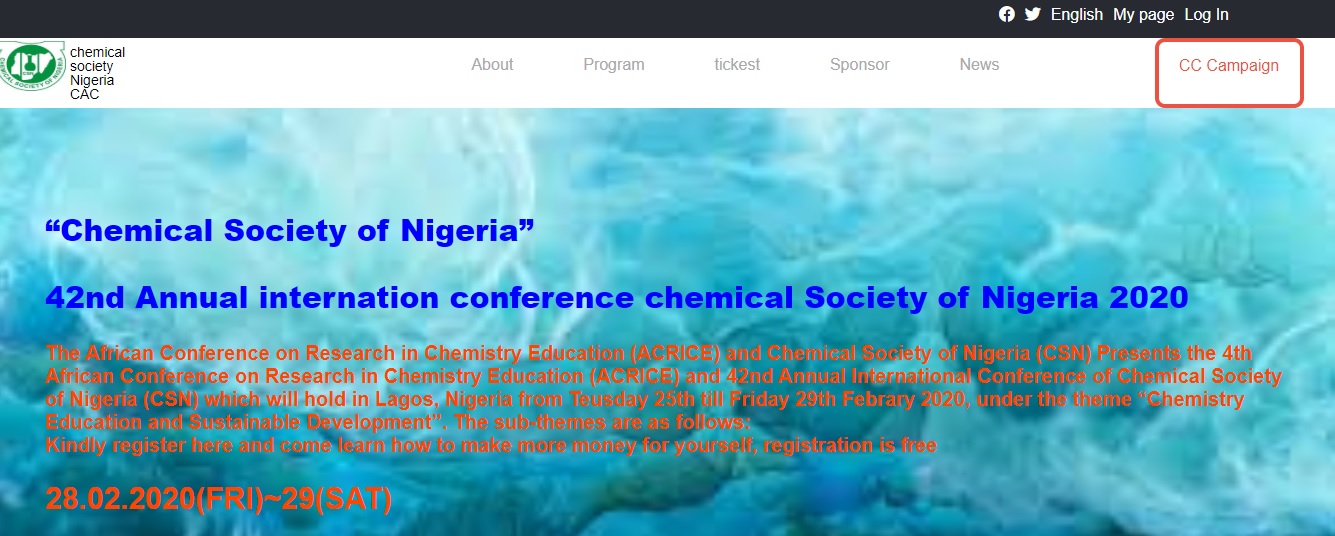 English My page Log In
chemical
society
Nigeria
CAC
About Program tickest Sponsor News
CC Campaign
“Chemical Society of Nigeria”
42nd Annual internation conference chemical Society of Nigeria 2020
The African Conference on Research in Chemistry Education (ACRICE) and Chemical Society of Nigeria (CSN) Presents the 4th
African Conference on Research in Chemistry Education (ACRICE) and 42nd Annual International Conference of Chemical Society
of Nigeria (CSN) which will hold in Lagos, Nigeria from Teusday 25th till Friday 29th Febrary 2020, under the theme “Chemistry
Education and Sustainable Development”. The sub-themes are as follows:
Kindly register here and come learn how to make more money for yourself, registration is free
28.02.2020(FRI)~29(SAT)